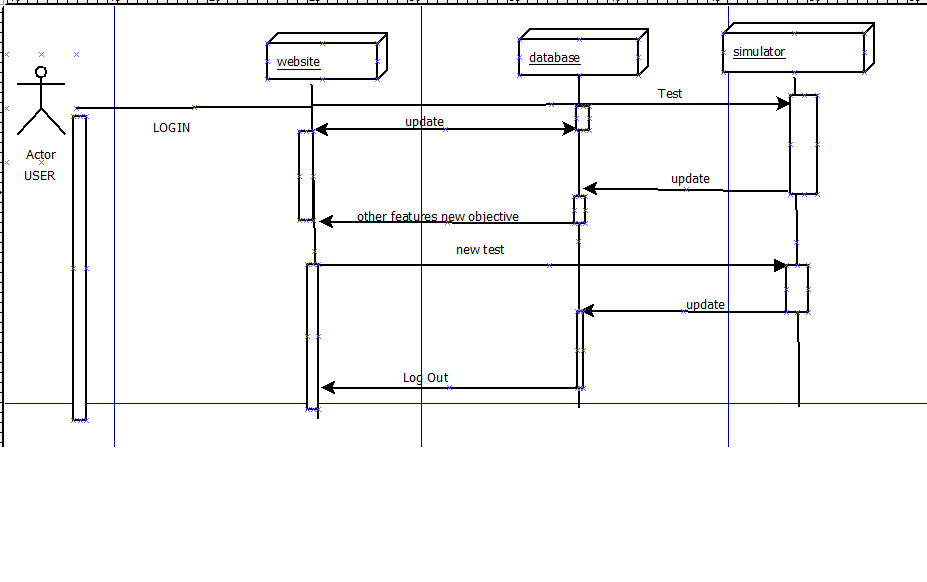 website
database
simulator
Test
LOGIN
update
Actor
USER
update
other features new objective
new test
update
Log Out